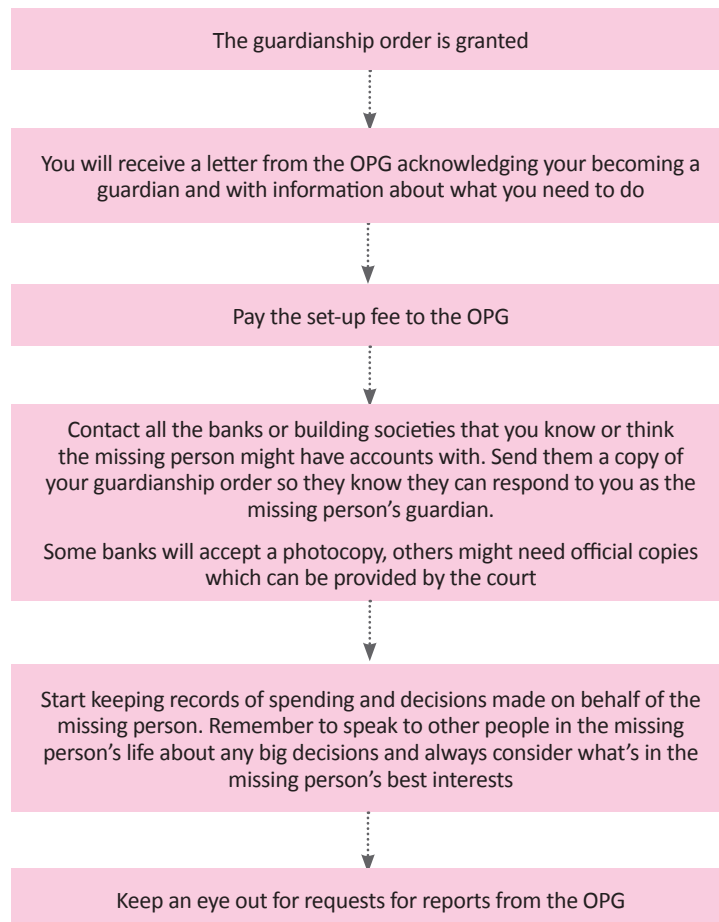 The guardianship order is granted
You will receive a letter from the OPG acknowledging your becoming a
guardian and with information about what you need to do
Pay the set-up fee to the OPG
Contact all the banks or building societies that you know or think
the missing person might have accounts with. Send them a copy of
your guardianship order so they know they can respond to you as the
missing person’s guardian.
Some banks will accept a photocopy, others might need official copies
which can be provided by the court
Start keeping records of spending and decisions made on behalf of the
missing person. Remember to speak to other people in the missing
person’s life about any big decisions and always consider what’s in the
missing person’s best interests
Keep an eye out for requests for reports from the OPG